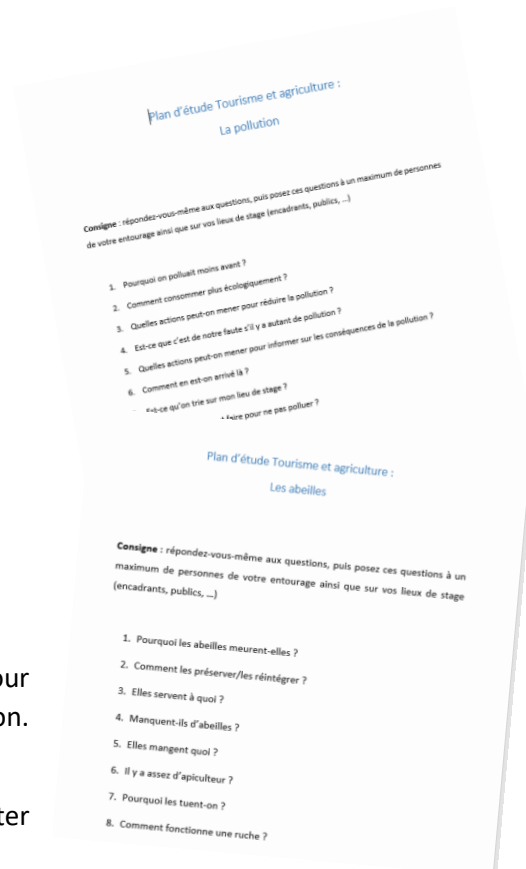 Plan d'étude Tourisme et agriculture :
La pollution
Consigne : répondez-vous-même aux questions, puis posez ces questions à un maximum de personnes
de votre entourage ainsi que sur vos lieux de stage (encadrants, publics, …)
1. Pourquoi on polluait moins avant ?
2. Comment consommer plus écologiquement ?
3. Quelles actions peut-on mener pour réduire la pollution ?
4. Est-ce que c'est de notre faute s'il y a autant de pollution ?
5. Quelles actions peut-on mener pour informer sur les conséquences de la pollution ?
6. Comment en est-on arrivé là ?
Est-ce qu'on trie sur mon lieu de stage ?
faire pour ne pas polluer ?
Plan d'étude Tourisme et agriculture :
Les abeilles
Consigne : répondez-vous-même aux questions, puis posez ces questions à un
maximum de personnes de votre entourage ainsi que sur vos lieux de stage
(encadrants, publics, …)
1. Pourquoi les abeilles meurent-elles ?
2. Comment les préserver/les réintégrer ?
3. Elles servent à quoi ?
4. Manquent-ils d'abeilles ?
5. Elles mangent quoi ?
6. Il y a assez d'apiculteur ?
7. Pourquoi les tuent-on ?
8. Comment fonctionne une ruche ?